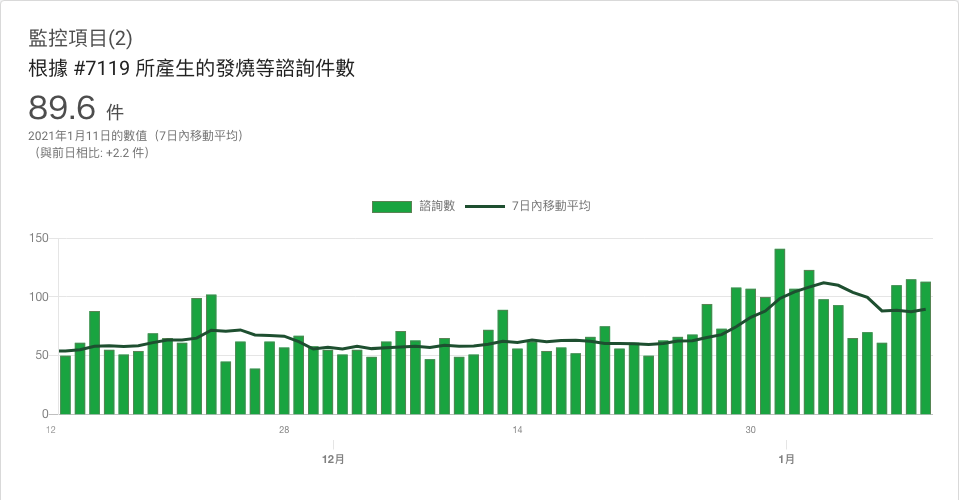 監控項目(2)
根據 #7119 所產生的發燒等諮詢件數
89.6 件
2021年1月11日的數值（7日內移動平均）
（與前日相比: +2.2 件）
諮詢數 7日內移動平均
150
100
50
0
12 28 14 30
12月 1月